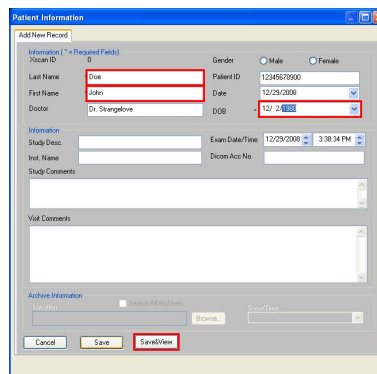 Patient Information
Add New Record
Information ( * = Required Fields)
Xscan ID 0 Gender Male Female
Last Name * Doe Patient ID 12345678900
First Name * John Date 12/29/2008
Doctor Dr. Strangelove DOB * 12/ 2/1980
Information
Study Desc. Exam Date/Time 12/29/2008 3:38:34 PM
Inst. Name Dicom Acc No.
Study Comments
Visit Comments
Archive Information
Location Search All Archives Date/Time
Browse...
Cancel Save Save&View